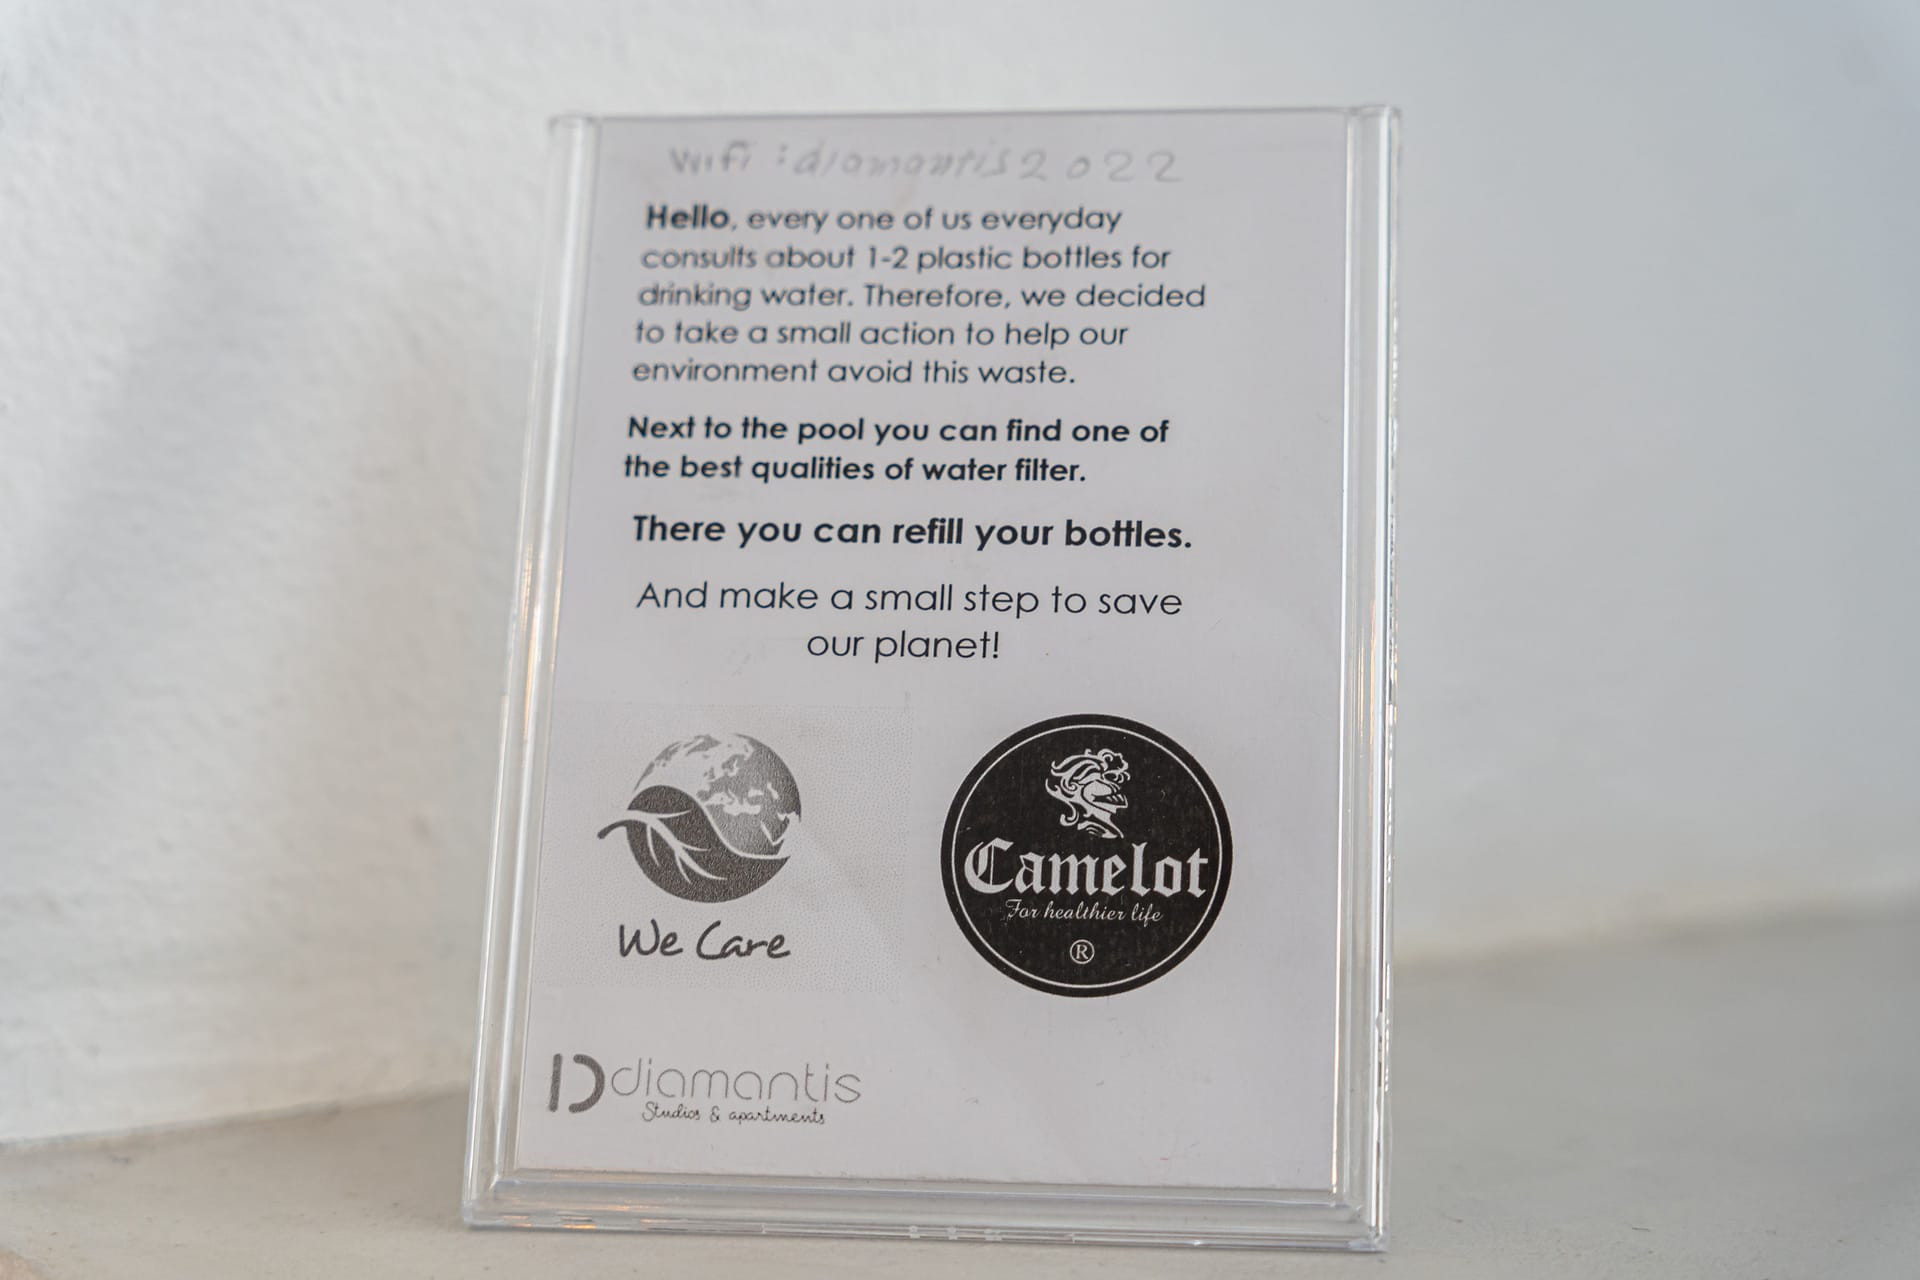 Wifi : diamantis2022
Hello, every one of us everyday
consults about 1-2 plastic bottles for
drinking water. Therefore, we decided
to take a small action to help our
environment avoid this waste.
Next to the pool you can find one of
the best qualities of water filter.
There you can refill your bottles.
And make a small step to save
our planet!
We Care
Camelot
For healthier life
®
D diamantis
Studios & apartments